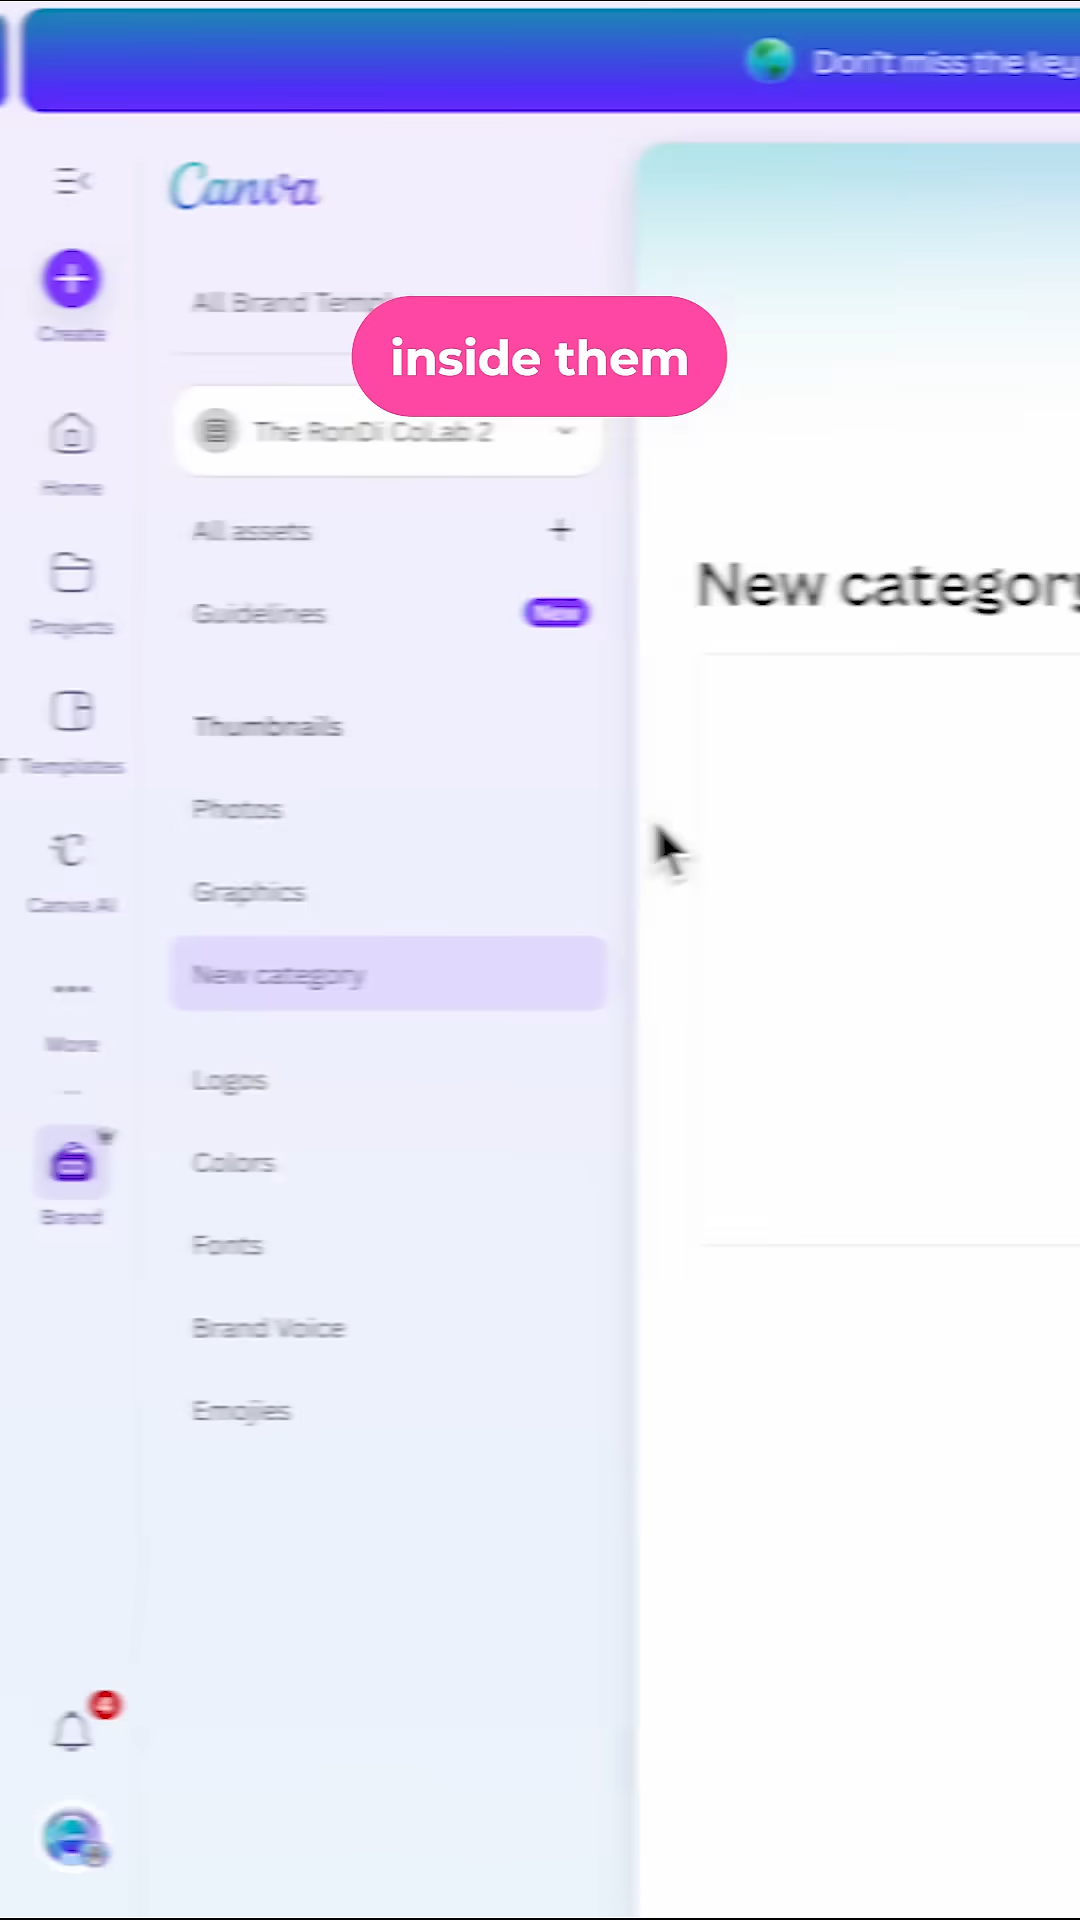 Don't miss the key
Canva
Create
All Brand Templ
inside them
The RonDi CoLab 2
Home
All assets
Projects
Guidelines
New
Thumbnails
New category
Templates
Photos
Canva AI
Graphics
New category
More
Logos
Colors
Brand
Fonts
Brand Voice
Emojies
4